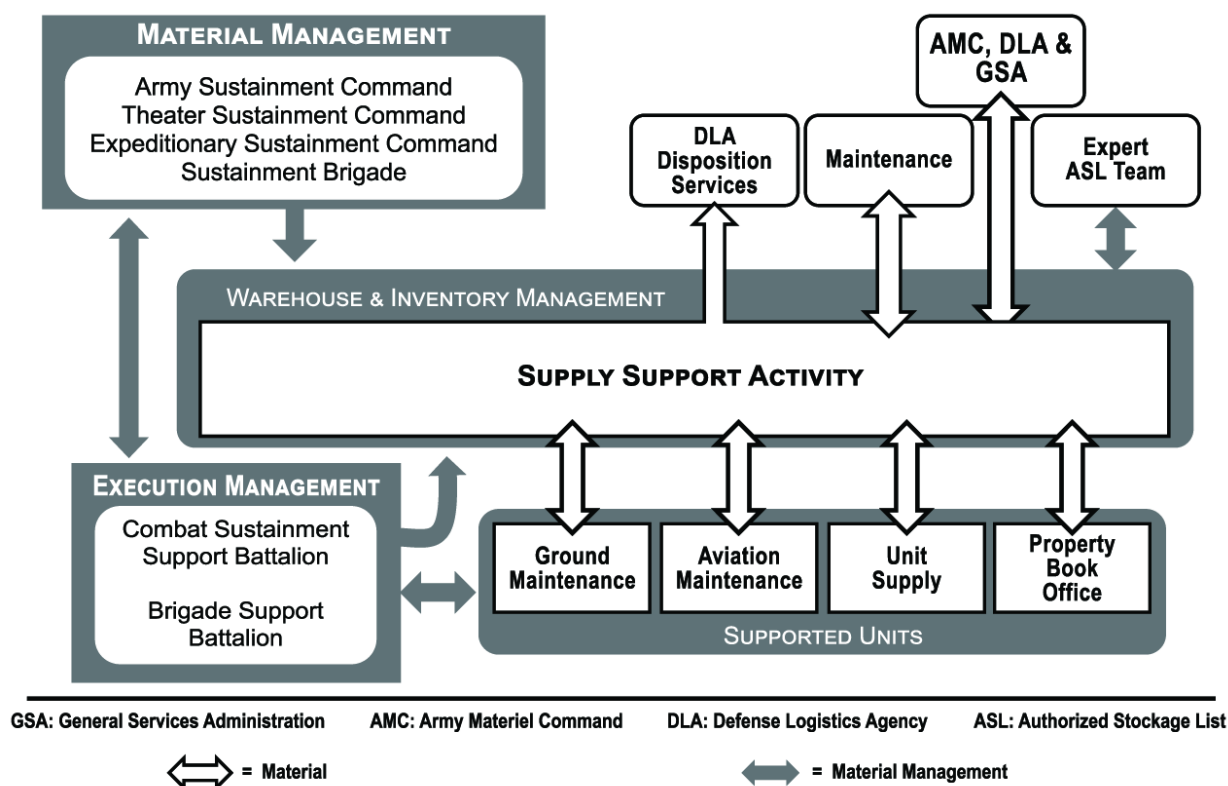 MATERIAL MANAGEMENT
Army Sustainment Command
Theater Sustainment Command
Expeditionary Sustainment Command
Sustainment Brigade
AMC, DLA &
GSA
DLA
Disposition
Services
Maintenance
Expert
ASL Team
WAREHOUSE & INVENTORY MANAGEMENT
SUPPLY SUPPORT ACTIVITY
EXECUTION MANAGEMENT
Combat Sustainment
Support Battalion
Brigade Support
Battalion
Ground
Maintenance
Aviation
Maintenance
Unit
Supply
Property
Book
Office
SUPPORTED UNITS
GSA: General Services Administration
AMC: Army Materiel Command
DLA: Defense Logistics Agency
ASL: Authorized Stockage List
= Material
= Material Management